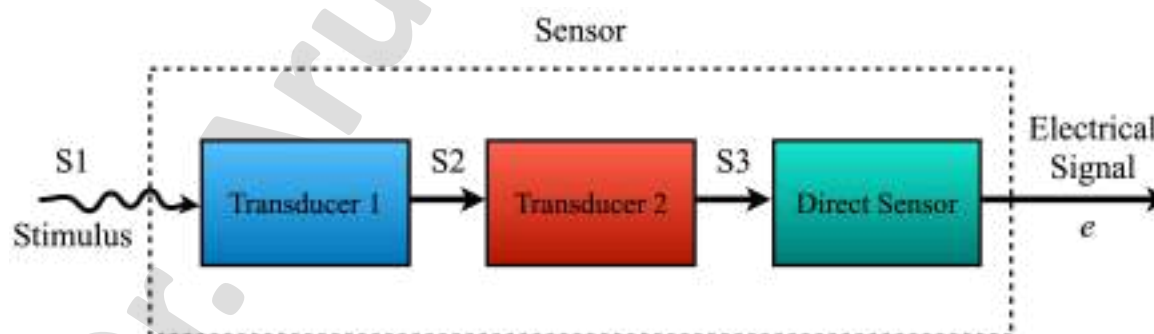 Sensor
S1
Stimulus
Transducer 1
S2
Transducer 2
S3
Direct Sensor
Electrical
Signal
e